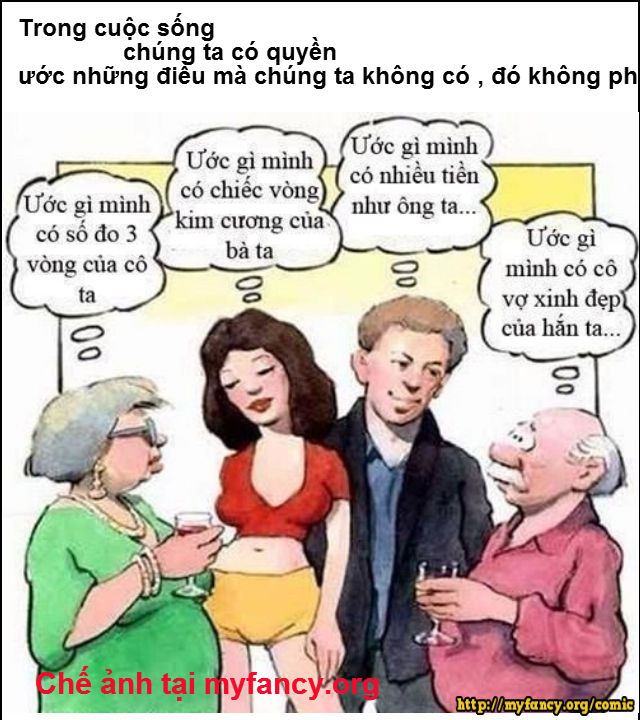 Trong cuộc sống
chúng ta có quyền
ước những điều mà chúng ta không có , đó không ph
Ước gì mình
có số đo 3
vòng của cô
ta
Ước gì mình
có chiếc vòng
kim cương của
bà ta
Ước gì mình
có nhiều tiền
như ông ta...
Ước gì
mình có cô
vợ xinh đẹp
của hắn ta...
Chế ảnh tại myfancy.org
http://myfancy.org/comic